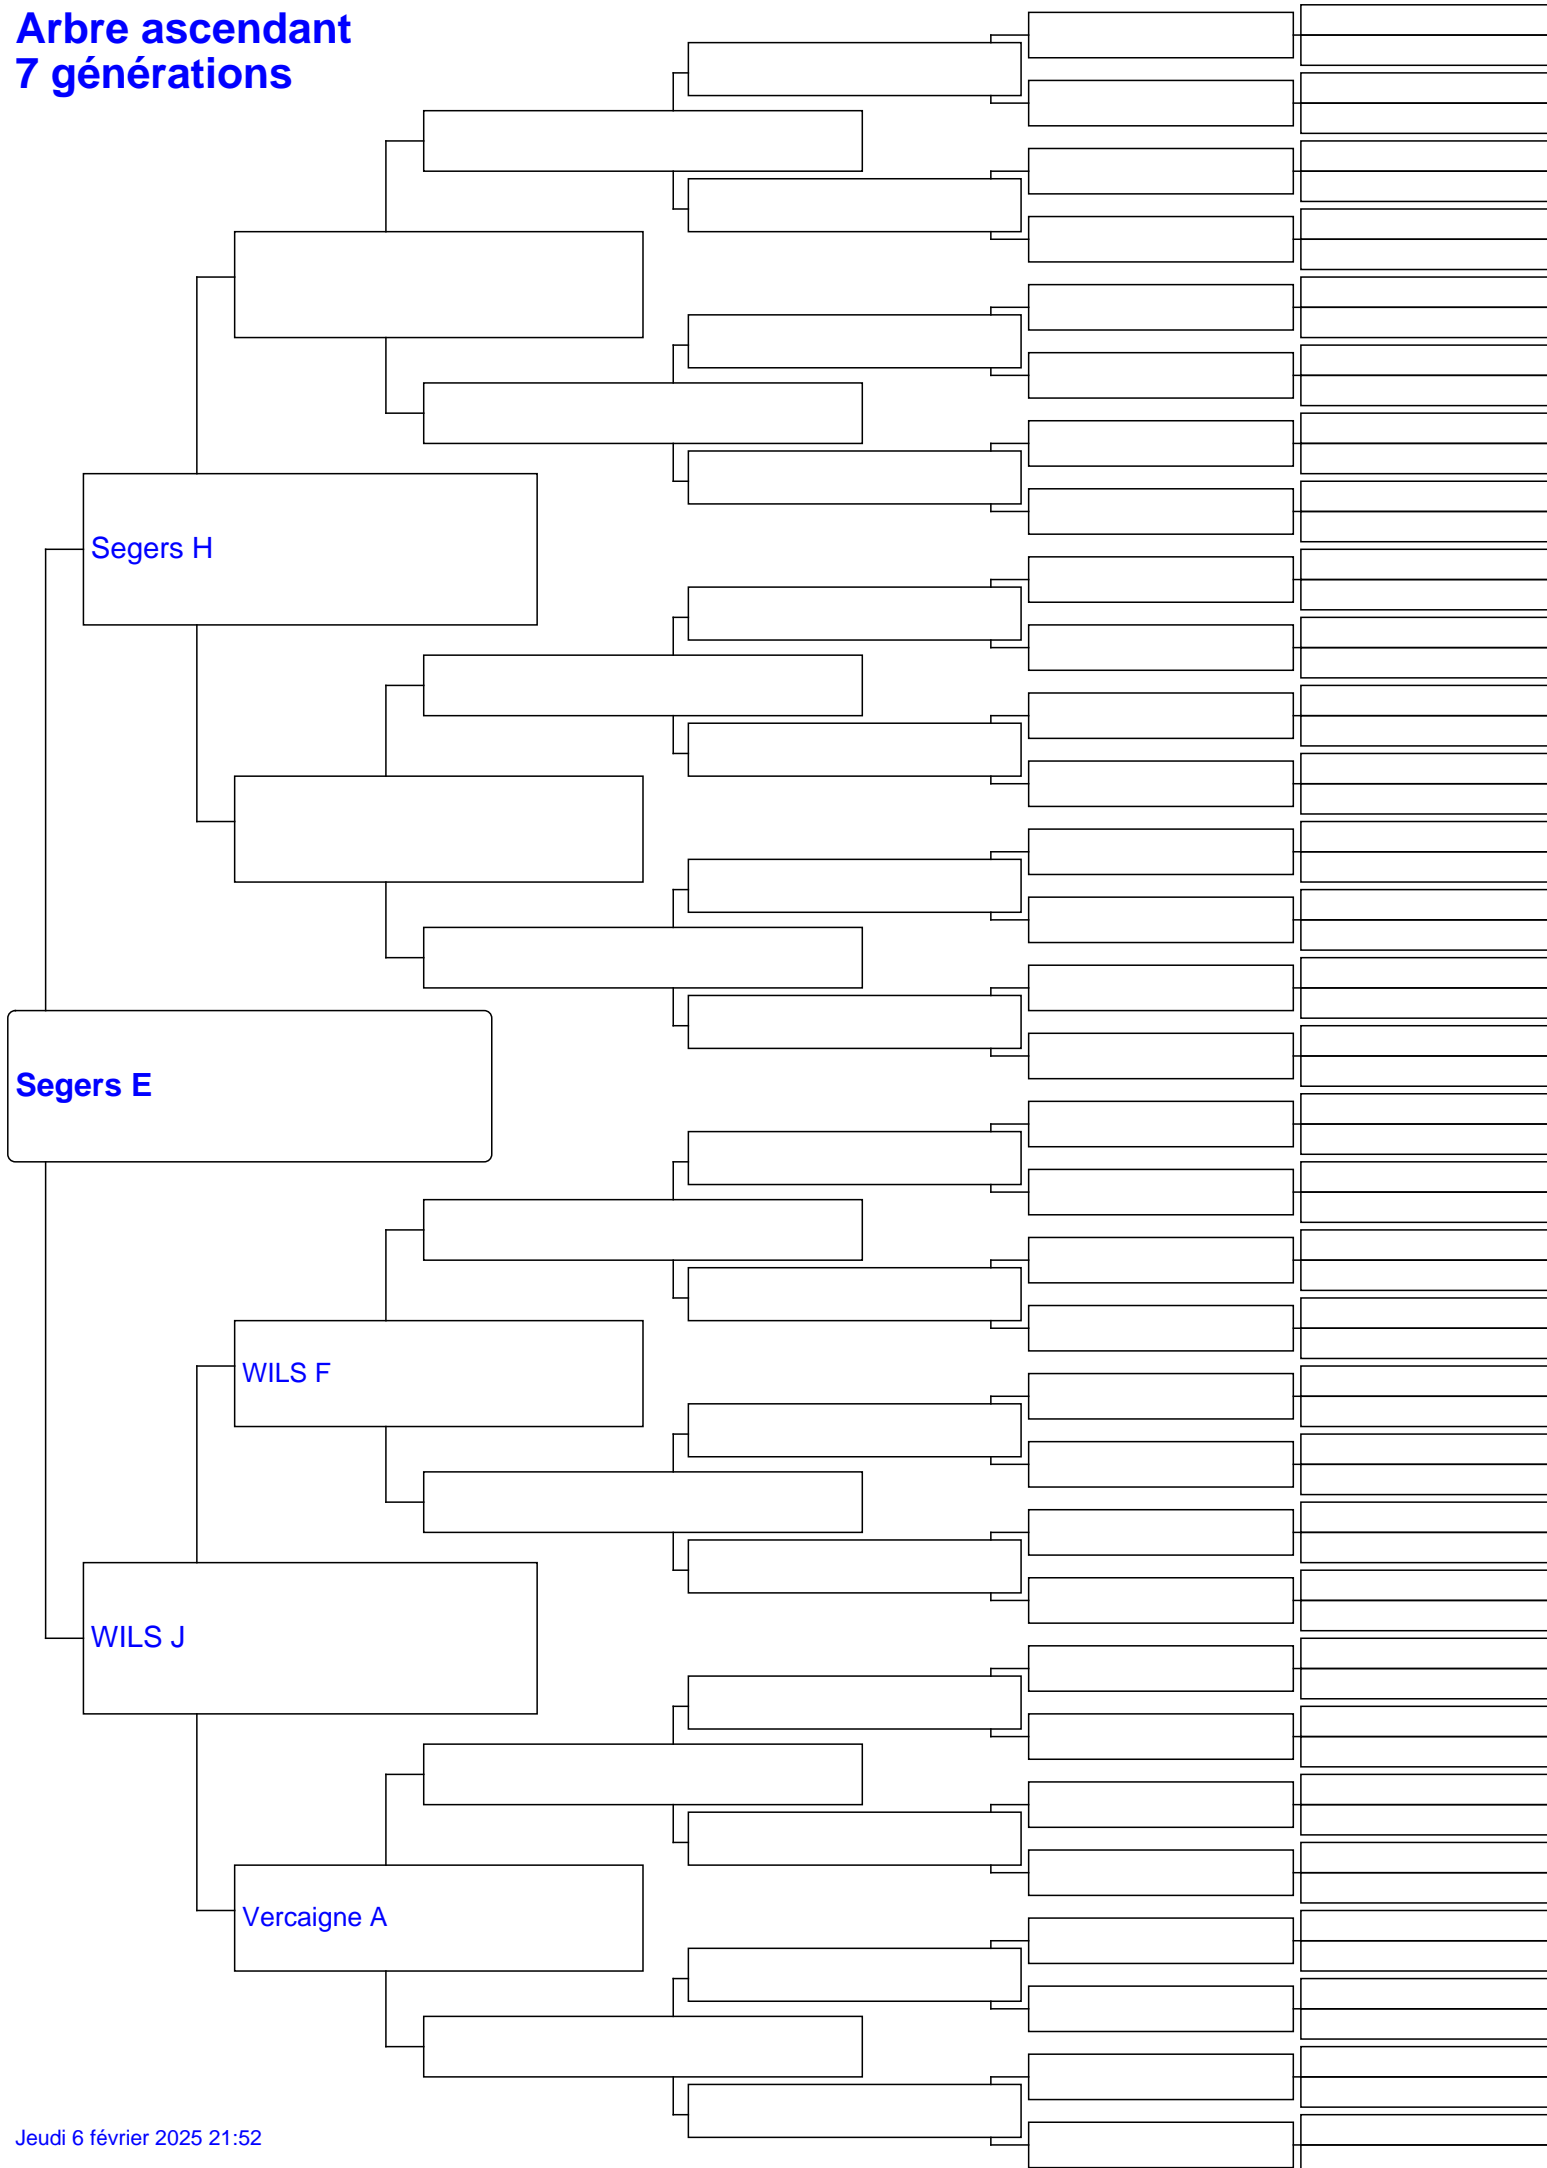 Arbre ascendant
7 générations
Segers H
Segers E
WILS F
WILS J
Vercaigne A
Jeudi 6 février 2025 21:52